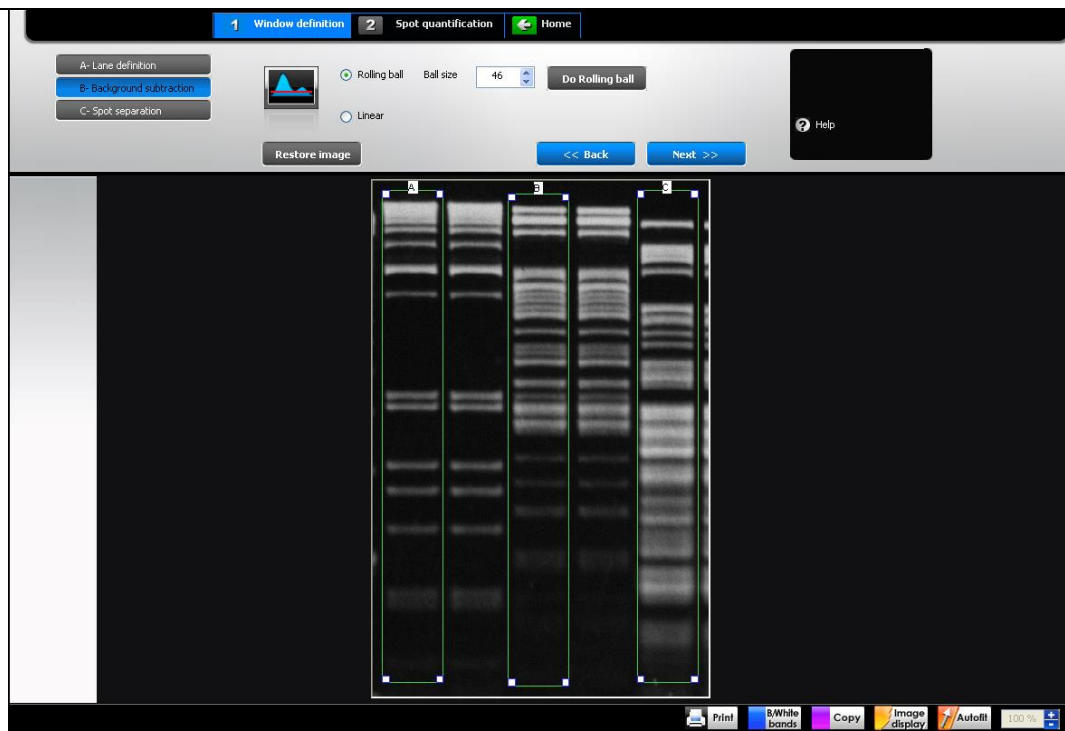 1 Window definition 2 Spot quantification Home
A- Lane definition
B- Background subtraction
C- Spot separation
Rolling ball Ball size 46 Do Rolling ball
Linear
Restore image << Back Next >>
? Help
A B C
Print B/White bands Copy Image display Autofit 100 % + -